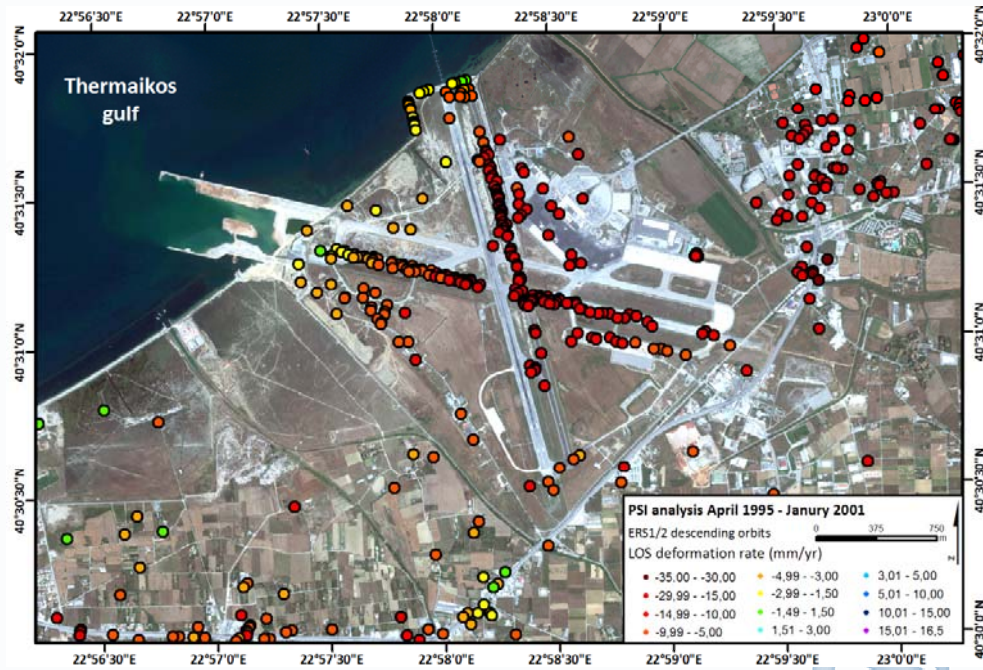 22°56'30"E 22°57'0"E 22°57'30"E 22°58'0"E 22°58'30"E 22°59'0"E 22°59'30"E 23°0'0"E
40°32'0"N 40°32'0"N
Thermaikos
gulf
40°31'30"N 40°31'30"N
40°31'0"N 40°31'0"N
40°30'30"N 40°30'30"N
PSI analysis April 1995 - Janury 2001
ERS1/2 descending orbits
0 375 750
m
LOS deformation rate (mm/yr)
N
-35.00 - -30,00 -4,99 - -3,00 3,01 - 5,00
-29,99 - -15,00 -2,99 - -1,50 5,01 - 10,00
-14,99 - -10,00 -1,49 - 1,50 10,01 - 15,00
-9,99 - -5,00 1,51 - 3,00 15,01 - 16,5
40°30'0"N
22°56'30"E 22°57'0"E 22°57'30"E 22°58'0"E 22°58'30"E 22°59'0"E 22°59'30"E 23°0'0"E